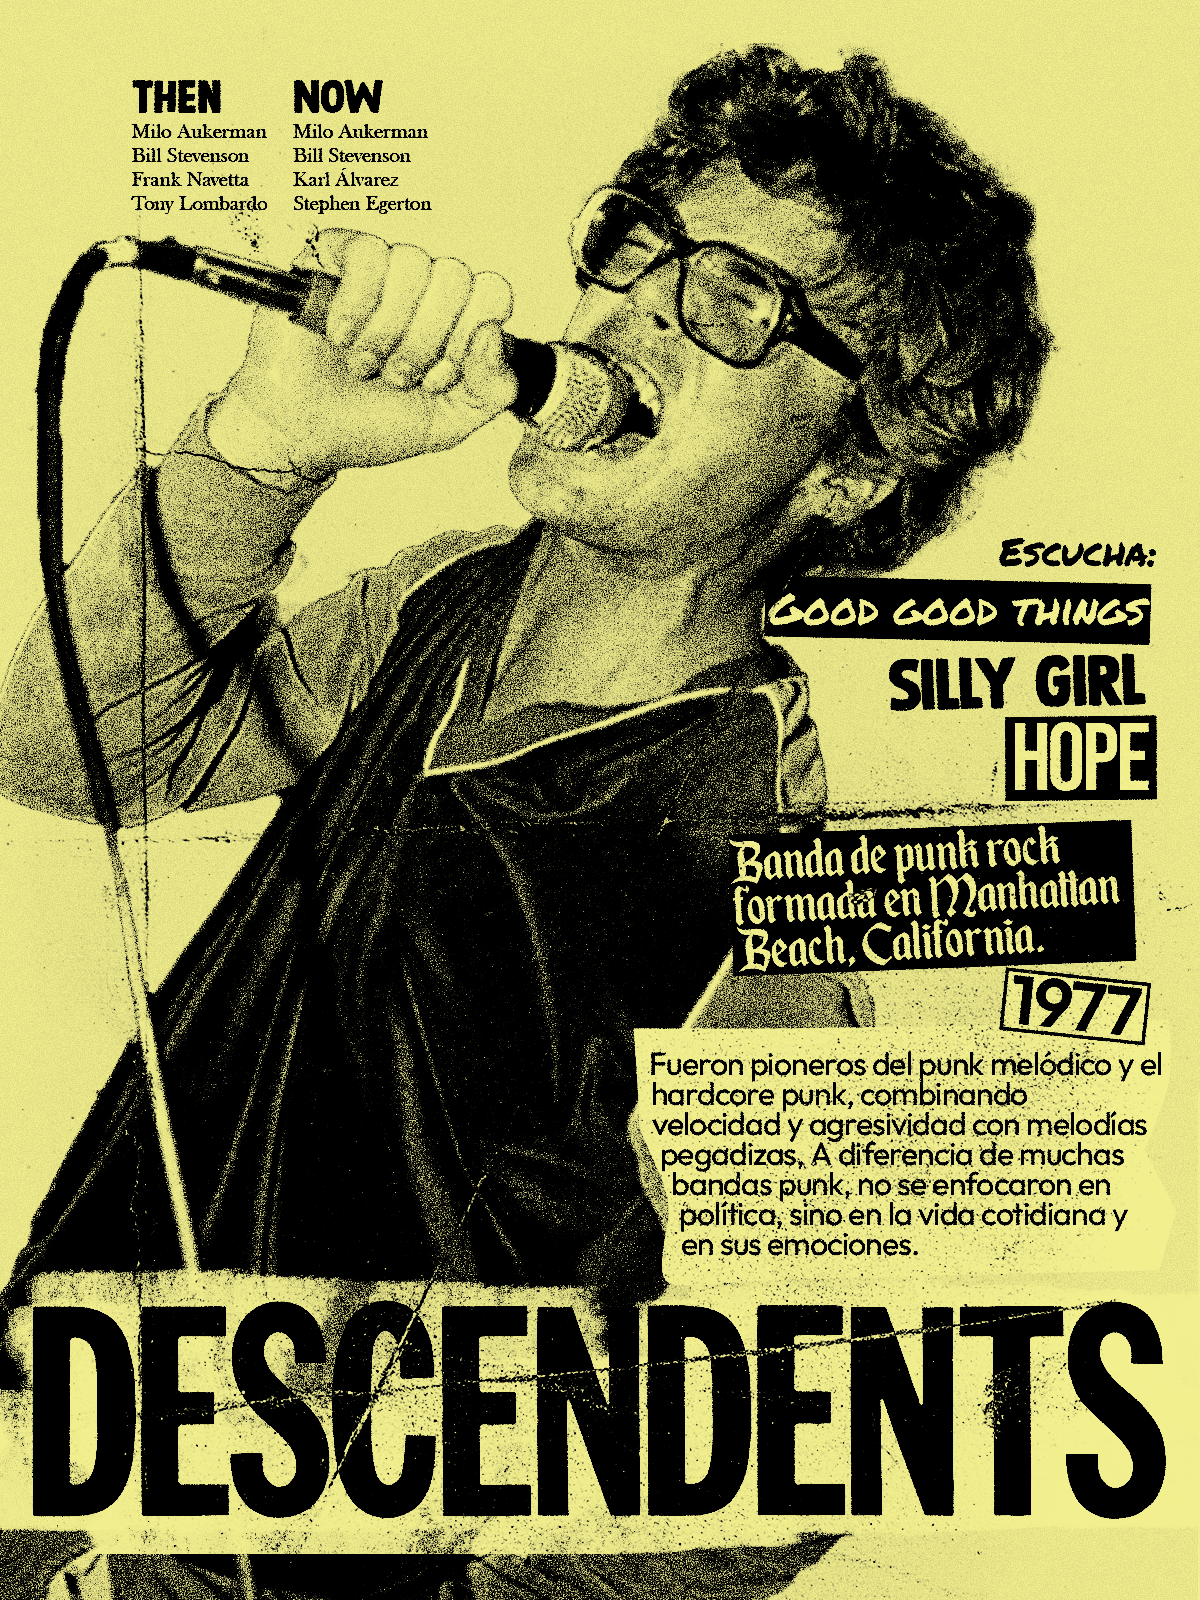 THEN
Milo Aukerman
Bill Stevenson
Frank Navetta
Tony Lombardo
NOW
Milo Aukerman
Bill Stevenson
Karl Álvarez
Stephen Egerton
ESCUCHA:
GOOD GOOD THINGS
SILLY GIRL
HOPE
Banda de punk rock
formada en Manhattan
Beach, California.
1977
Fueron pioneros del punk melódico y el
hardcore punk, combinando
velocidad y agresividad con melodías
pegadizas, A diferencia de muchas
bandas punk, no se enfocaron en
política, sino en la vida cotidiana y
en sus emociones.
DESCENDENTS